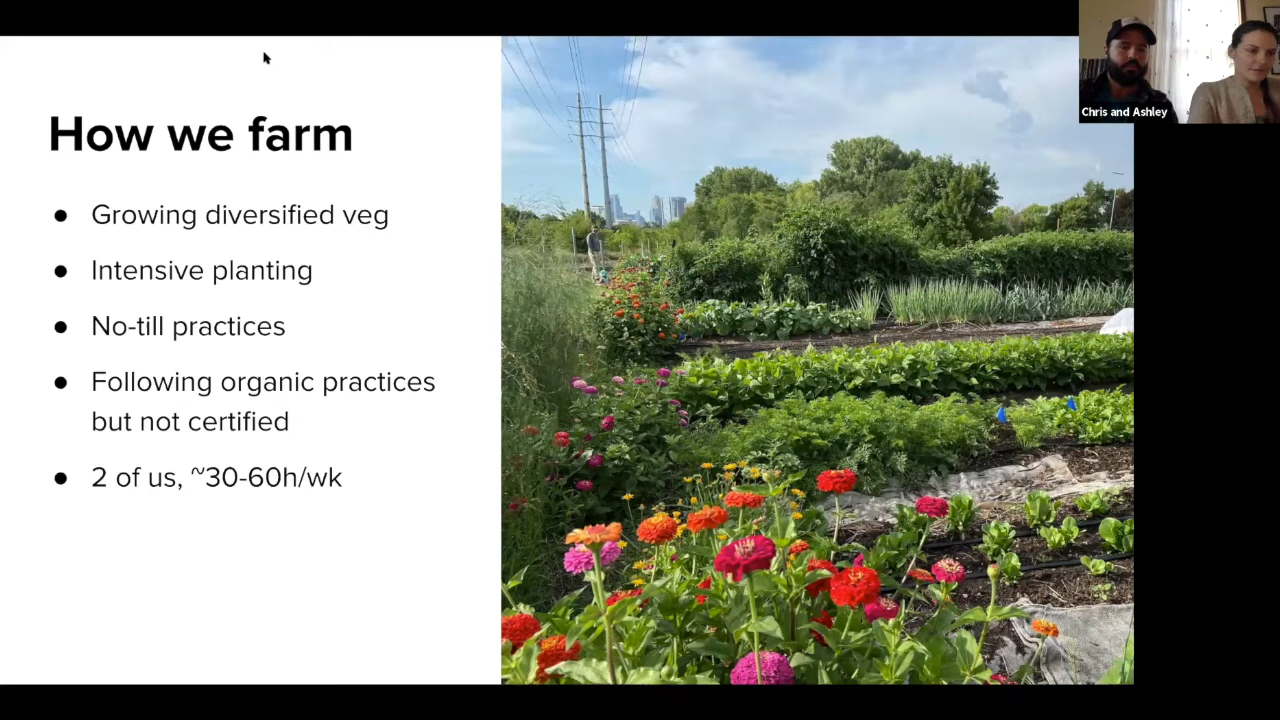 How we farm
● Growing diversified veg
● Intensive planting
● No-till practices
● Following organic practices
but not certified
● 2 of us, ~30-60h/wk
Chris and Ashley